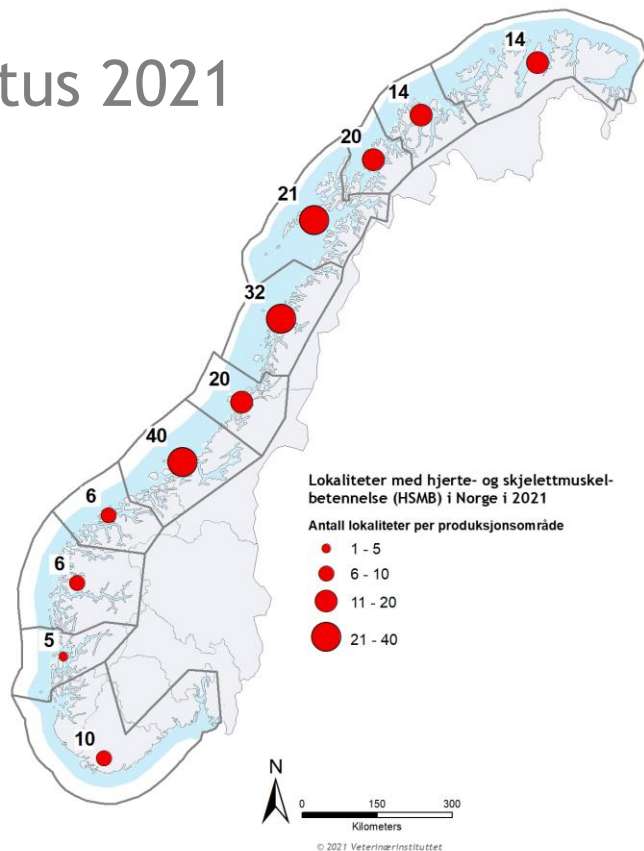 tus 2021
14
14
20
21
32
20
40
6
6
5
10
Lokaliteter med hjerte- og skjelettmuskel-
betennelse (HSMB) i Norge i 2021
Antall lokaliteter per produksjonsområde
1 - 5
6 - 10
11 - 20
21 - 40
N
0 150 300
Kilometers
© 2021 Veterinærinstituttet